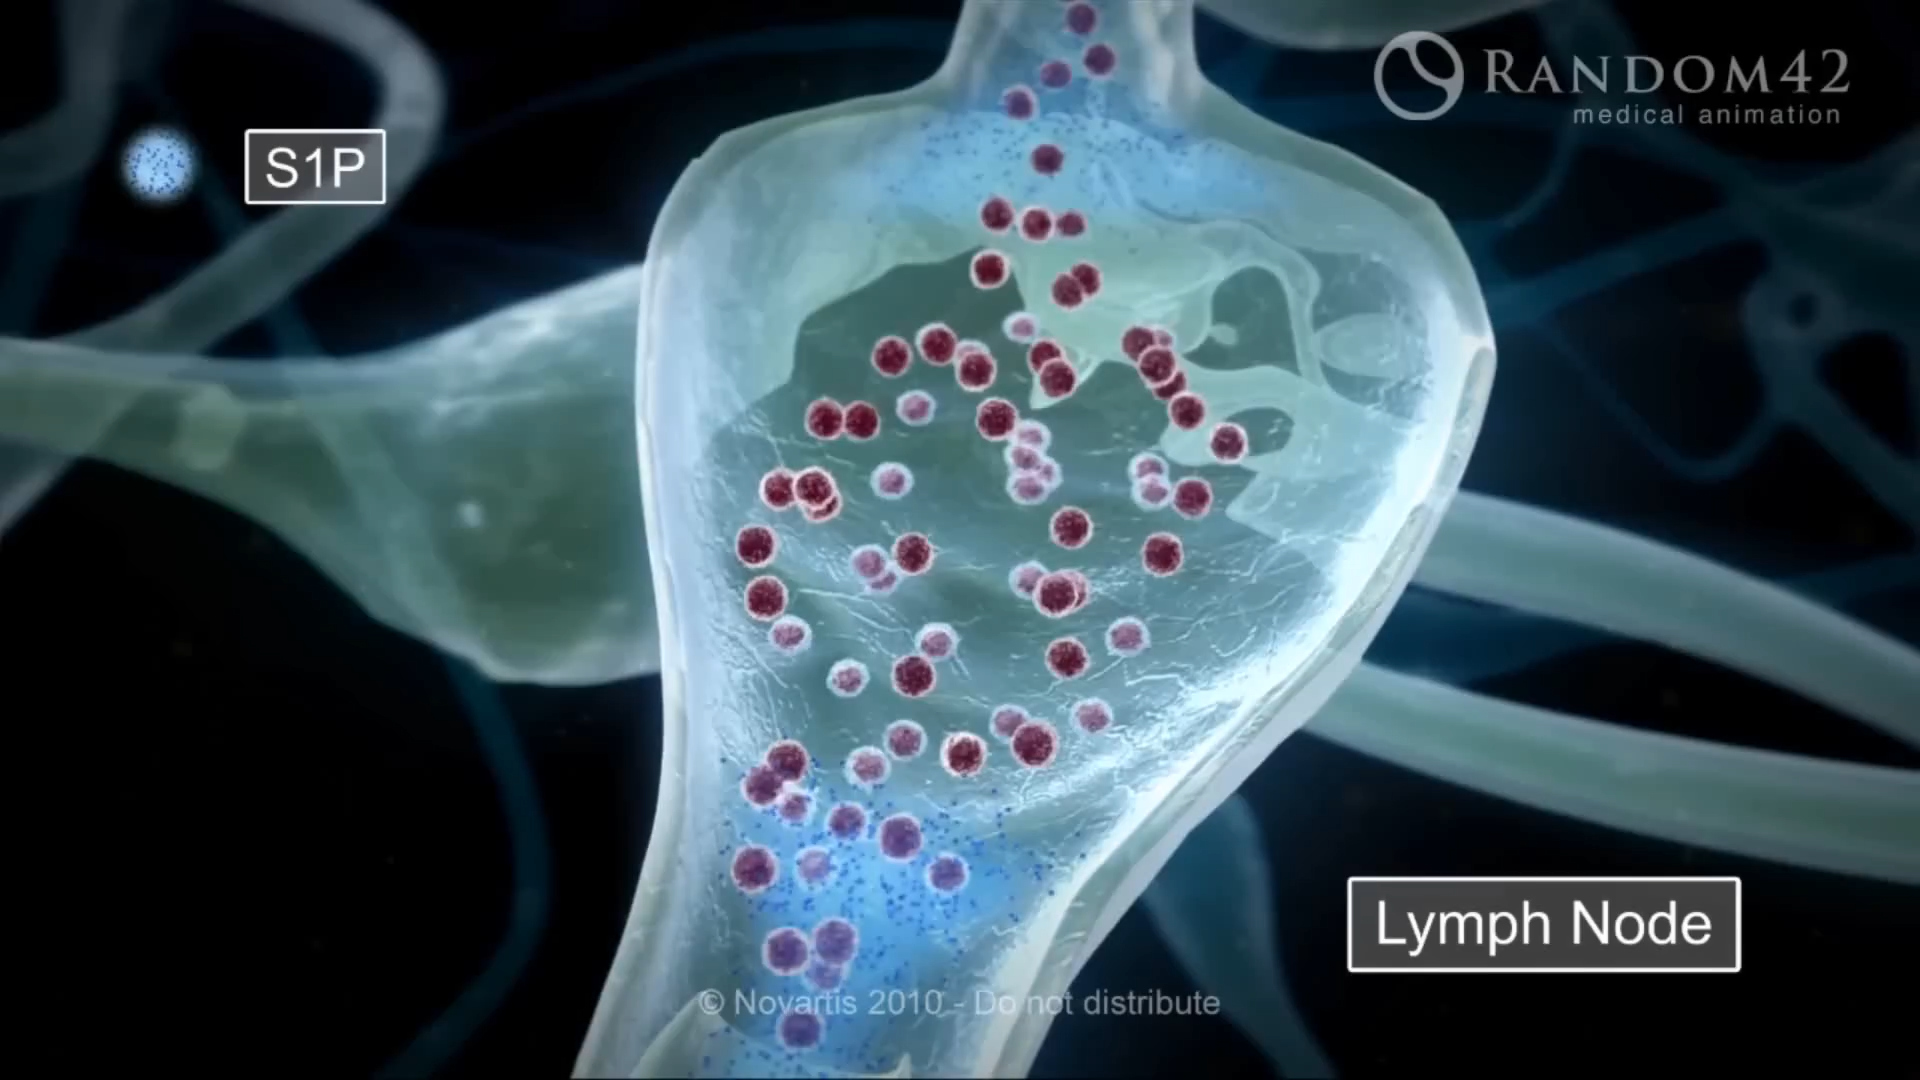 S1P
RANDOM42
medical animation
Lymph Node
© Novartis 2010 - Do not distribute